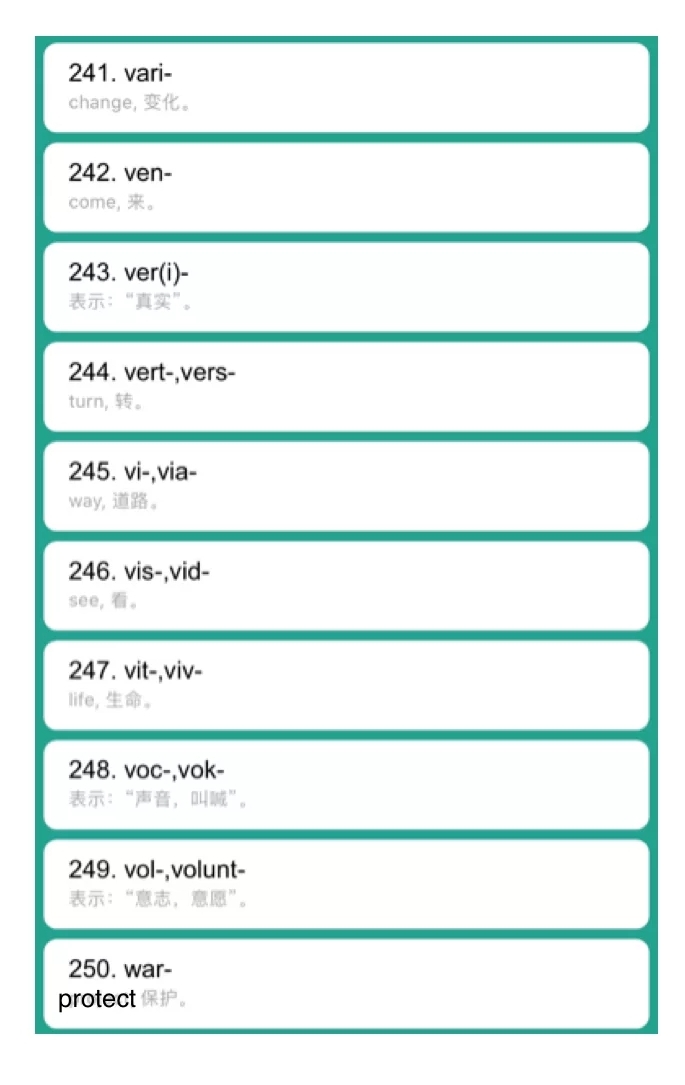 241. vari-
change, 变化。
242. ven-
come, 来。
243. ver(i)-
表示：“真实”。
244. vert-,vers-
turn, 转。
245. vi-,via-
way, 道路。
246. vis-,vid-
see, 看。
247. vit-,viv-
life, 生命。
248. voc-,vok-
表示：“声音，叫喊”。
249. vol-,volunt-
表示：“意志，意愿”。
250. war-
protect 保护。